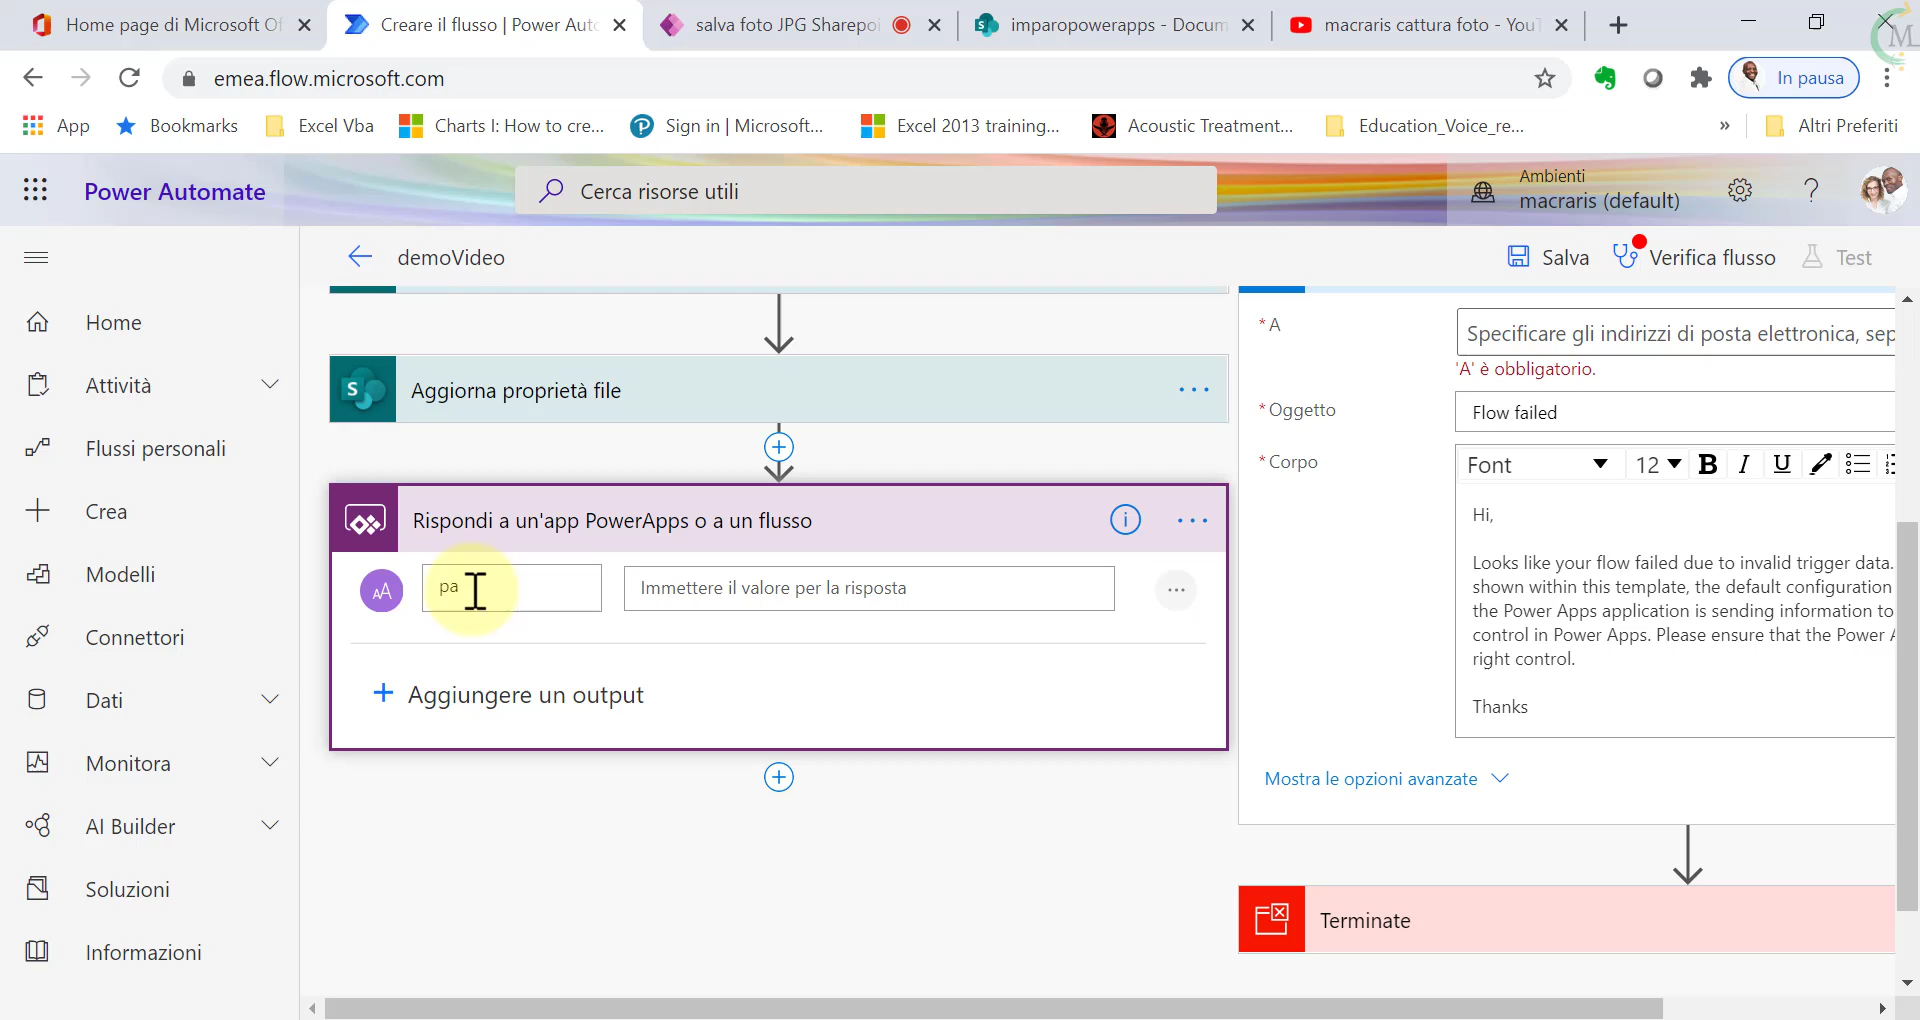 Home page di Microsoft Of
Creare il flusso | Power Auto
salva foto JPG Sharepoi
imparopowerapps - Docum
macraris cattura foto - YouT
M
emea.flow.microsoft.com
In pausa
App
Bookmarks
Excel Vba
Charts I: How to cre...
Sign in | Microsoft...
Excel 2013 training...
Acoustic Treatment...
Education_Voice_re...
»
Altri Preferiti
Power Automate
Cerca risorse utili
Ambienti
macraris (default)
?
demoVideo
Salva
Verifica flusso
Test
Home
Attività
Flussi personali
Crea
Modelli
Connettori
Dati
Monitora
AI Builder
Soluzioni
Informazioni
S
Aggiorna proprietà file
...
Rispondi a un'app PowerApps o a un flusso
i
...
AA
pa
Immettere il valore per la risposta
...
+ Aggiungere un output
* A
Specificare gli indirizzi di posta elettronica, sep
'A' è obbligatorio.
* Oggetto
Flow failed
* Corpo
Font
12
B
I
U
Hi,
Looks like your flow failed due to invalid trigger data.
shown within this template, the default configuration
the Power Apps application is sending information to
control in Power Apps. Please ensure that the Power A
right control.
Thanks
Mostra le opzioni avanzate
Terminate